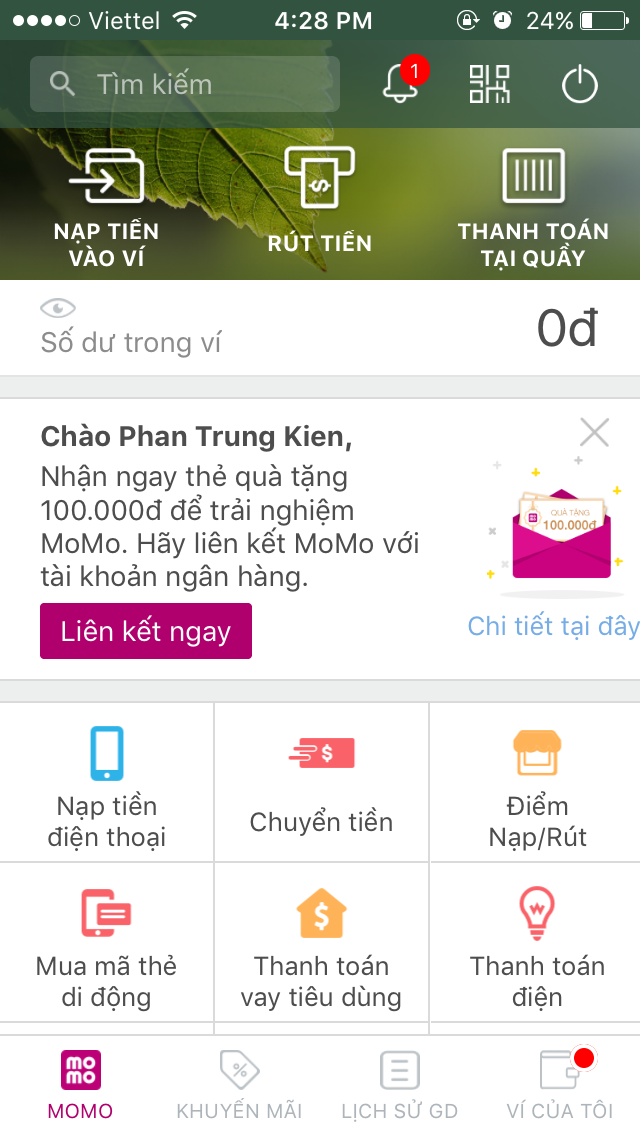 Viettel 4:28 PM 24%
Tìm kiếm 1
NẠP TIỀN
VÀO VÍ
RÚT TIỀN
THANH TOÁN
TẠI QUẦY
Số dư trong ví
0đ
Chào Phan Trung Kien,
Nhận ngay thẻ quà tặng
100.000đ để trải nghiệm
MoMo. Hãy liên kết MoMo với
tài khoản ngân hàng.
QUÀ TẶNG
100.000đ
Liên kết ngay
Chi tiết tại đây
Nạp tiền
điện thoại
Chuyển tiền
Điểm
Nạp/Rút
Mua mã thẻ
di động
Thanh toán
vay tiêu dùng
Thanh toán
điện
mo
mo
MOMO
KHUYẾN MÃI
LỊCH SỬ GD
VÍ CỦA TÔI